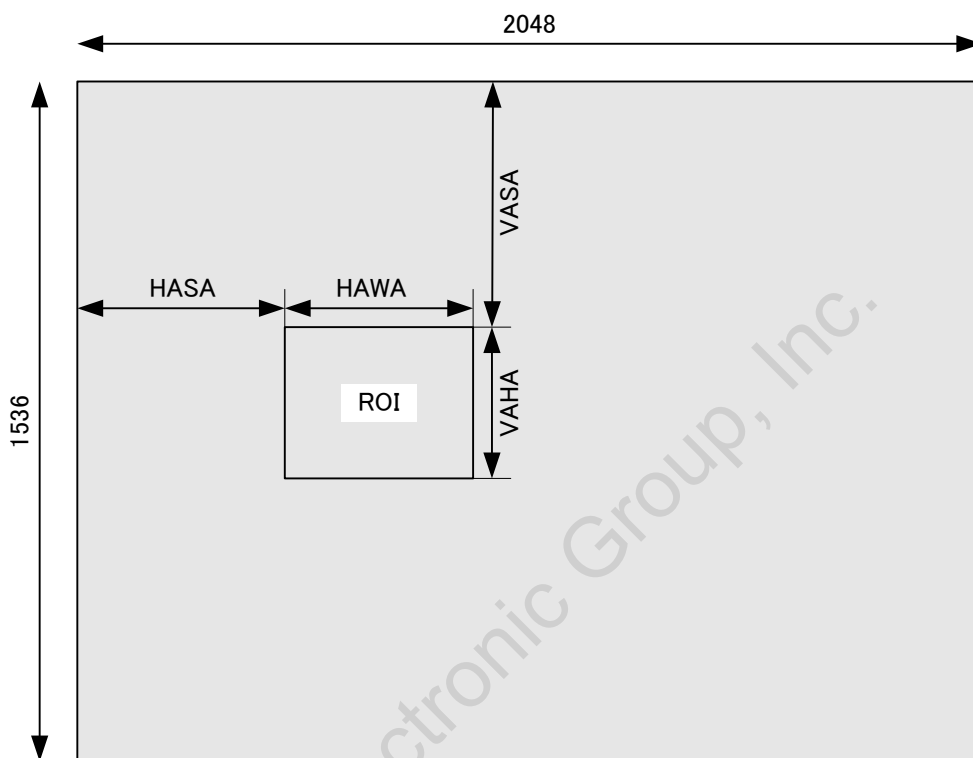 2048
VASA
HASA
HAWA
ROI
VAHA
1536
ctronic Group, Inc.